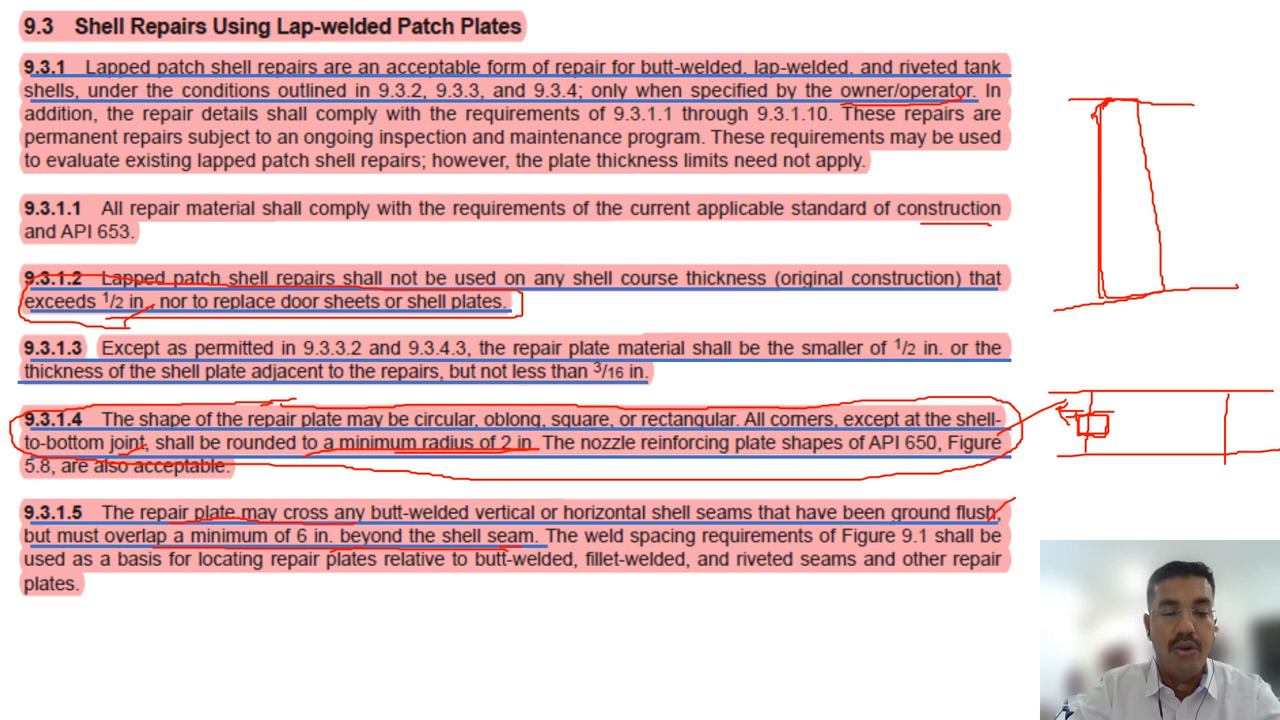 9.3 Shell Repairs Using Lap-welded Patch Plates
9.3.1 Lapped patch shell repairs are an acceptable form of repair for butt-welded, lap-welded, and riveted tank
shells, under the conditions outlined in 9.3.2, 9.3.3, and 9.3.4; only when specified by the owner/operator. In
addition, the repair details shall comply with the requirements of 9.3.1.1 through 9.3.1.10. These repairs are
permanent repairs subject to an ongoing inspection and maintenance program. These requirements may be used
to evaluate existing lapped patch shell repairs; however, the plate thickness limits need not apply.
9.3.1.1 All repair material shall comply with the requirements of the current applicable standard of construction
and API 653.
9.3.1.2 Lapped patch shell repairs shall not be used on any shell course thickness (original construction) that
exceeds 1/2 in., nor to replace door sheets or shell plates.
9.3.1.3 Except as permitted in 9.3.3.2 and 9.3.4.3, the repair plate material shall be the smaller of 1/2 in. or the
thickness of the shell plate adjacent to the repairs, but not less than 3/16 in.
9.3.1.4 The shape of the repair plate may be circular, oblong, square, or rectangular. All corners, except at the shell-
to-bottom joint, shall be rounded to a minimum radius of 2 in. The nozzle reinforcing plate shapes of API 650, Figure
5.8, are also acceptable.
9.3.1.5 The repair plate may cross any butt-welded vertical or horizontal shell seams that have been ground flush,
but must overlap a minimum of 6 in. beyond the shell seam. The weld spacing requirements of Figure 9.1 shall be
used as a basis for locating repair plates relative to butt-welded, fillet-welded, and riveted seams and other repair
plates.